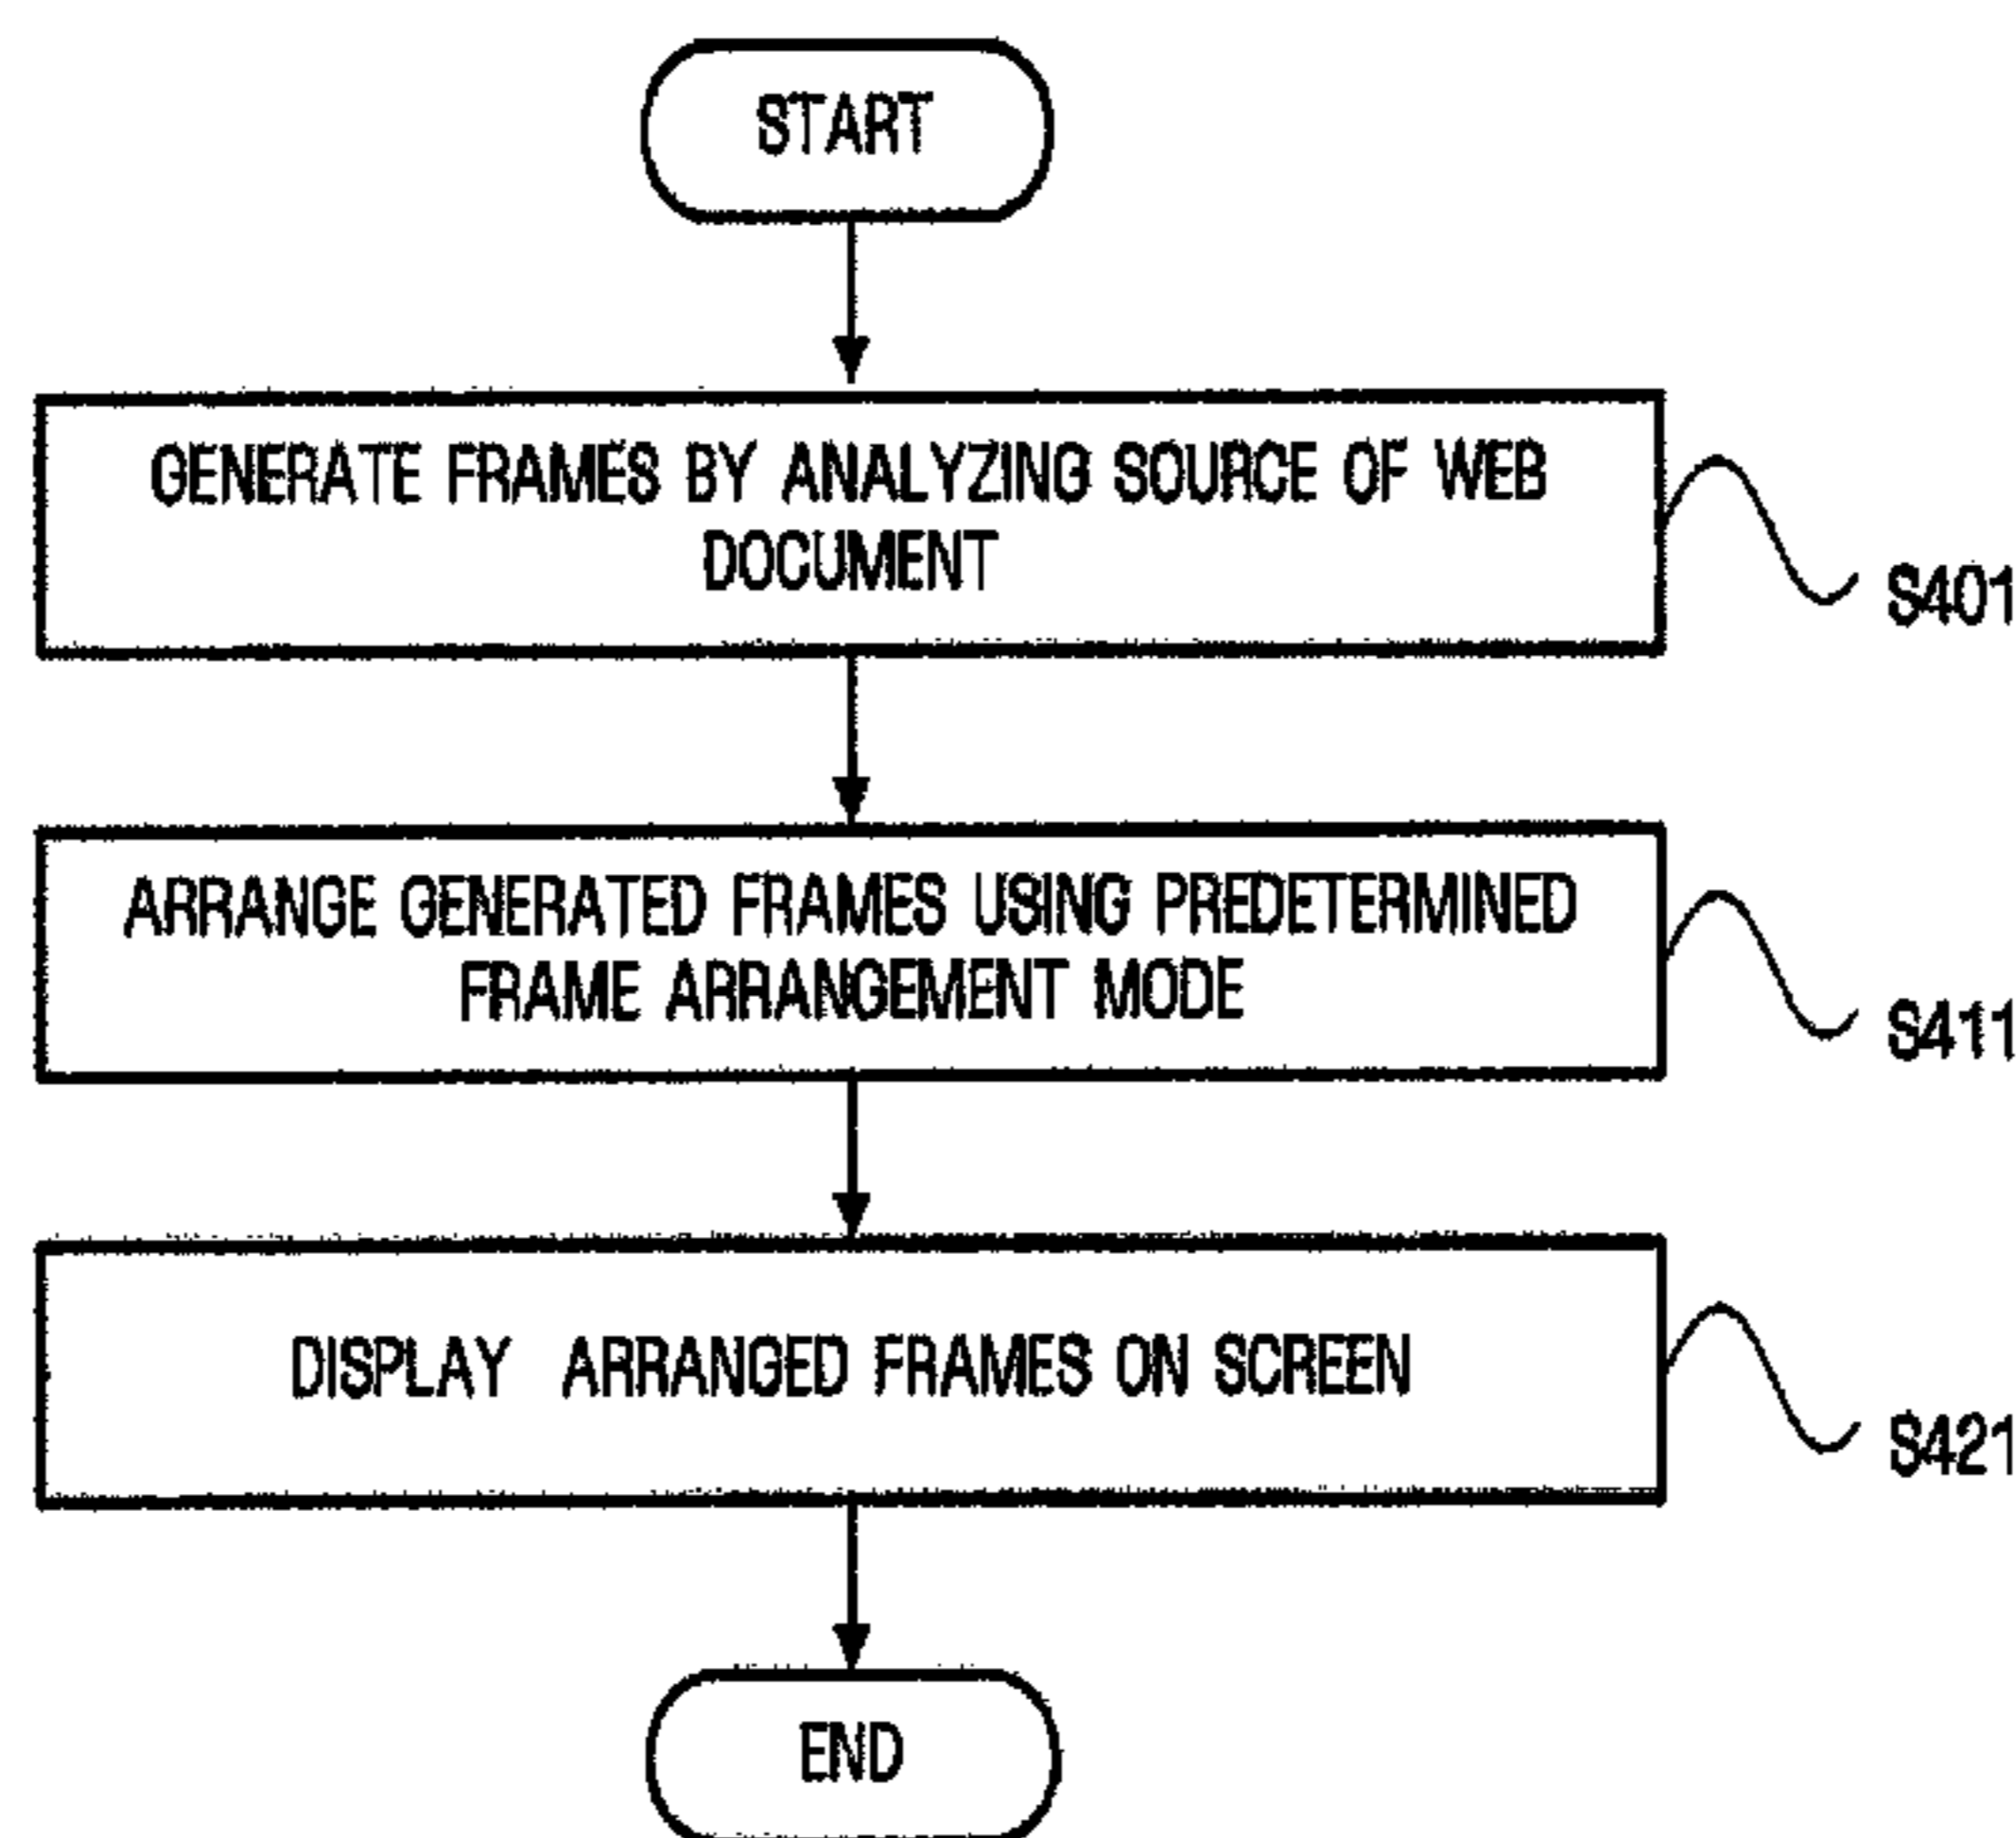 START
GENERATE FRAMES BY ANALYZING SOURCE OF WEB
DOCUMENT
S401
ARRANGE GENERATED FRAMES USING PREDETERMINED
FRAME ARRANGEMENT MODE
S411
DISPLAY ARRANGED FRAMES ON SCREEN
S421
END